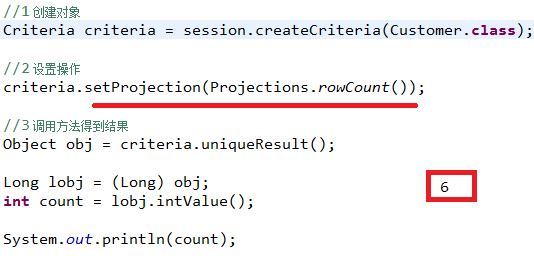 //1 创建对象
Criteria criteria = session.createCriteria(Customer.class);
//2 设置操作
criteria.setProjection(Projections.rowCount());
//3 调用方法得到结果
Object obj = criteria.uniqueResult();
Long lobj = (Long) obj;
int count = lobj.intValue();
6
System.out.println(count);